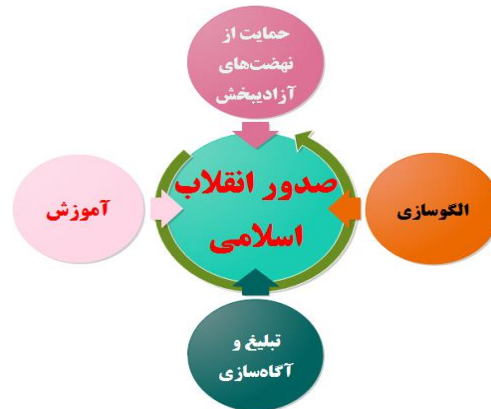 حمایت از
نهضت‌های
آزادیبخش
صدور انقلاب
اسلامی
الگوسازی
آموزش
تبلیغ و
آگاه‌سازی